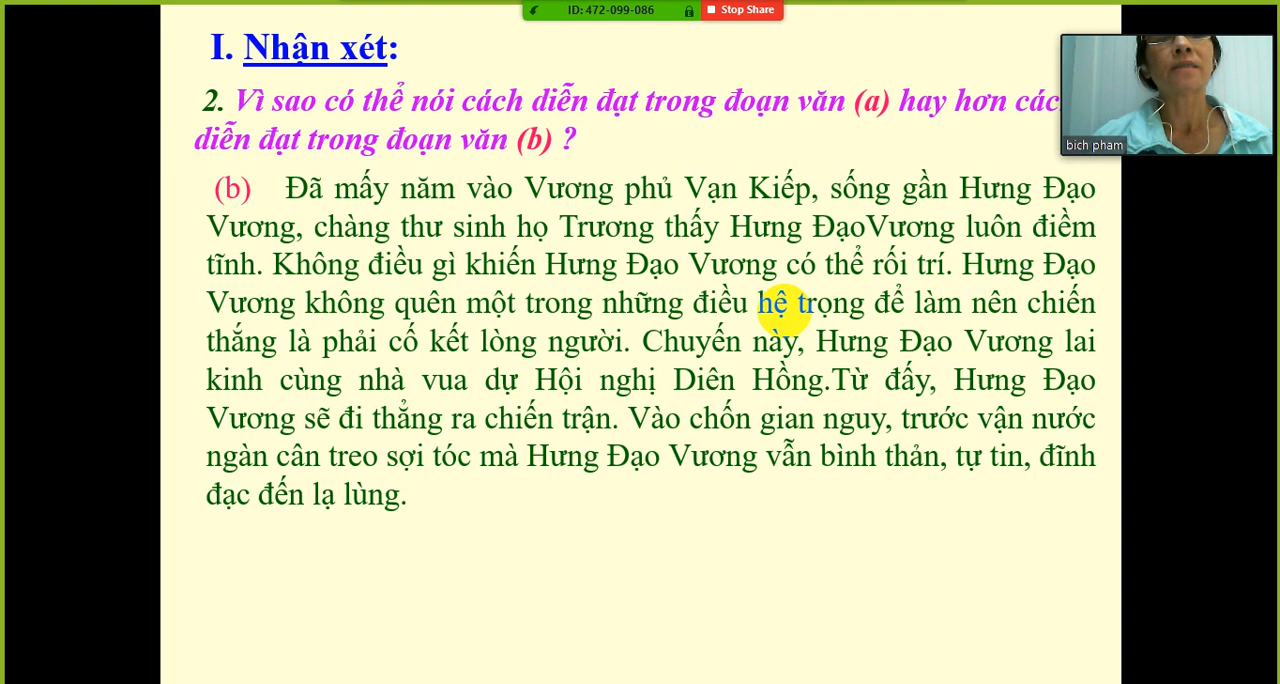 ID: 472-099-086
Stop Share
I. Nhận xét:
2. Vì sao có thể nói cách diễn đạt trong đoạn văn (a) hay hơn các
diễn đạt trong đoạn văn (b) ?
bich pham
(b) Đã mấy năm vào Vương phủ Vạn Kiếp, sống gần Hưng Đạo
Vương, chàng thư sinh họ Trương thấy Hưng ĐạoVương luôn điềm
tĩnh. Không điều gì khiến Hưng Đạo Vương có thể rối trí. Hưng Đạo
Vương không quên một trong những điều hệ trọng để làm nên chiến
thắng là phải cố kết lòng người. Chuyến này, Hưng Đạo Vương lai
kinh cùng nhà vua dự Hội nghị Diên Hồng.Từ đấy, Hưng Đạo
Vương sẽ đi thẳng ra chiến trận. Vào chốn gian nguy, trước vận nước
ngàn cân treo sợi tóc mà Hưng Đạo Vương vẫn bình thản, tự tin, đĩnh
đạc đến lạ lùng.